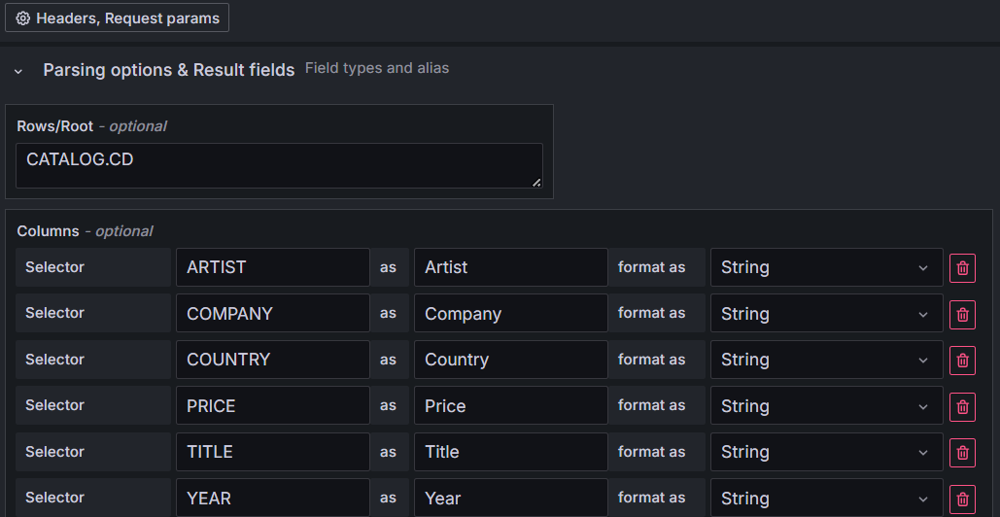 Headers, Request params
Parsing options & Result fields Field types and alias
Rows/Root - optional
CATALOG.CD
Columns - optional
Selector ARTIST as Artist format as String
Selector COMPANY as Company format as String
Selector COUNTRY as Country format as String
Selector PRICE as Price format as String
Selector TITLE as Title format as String
Selector YEAR as Year format as String